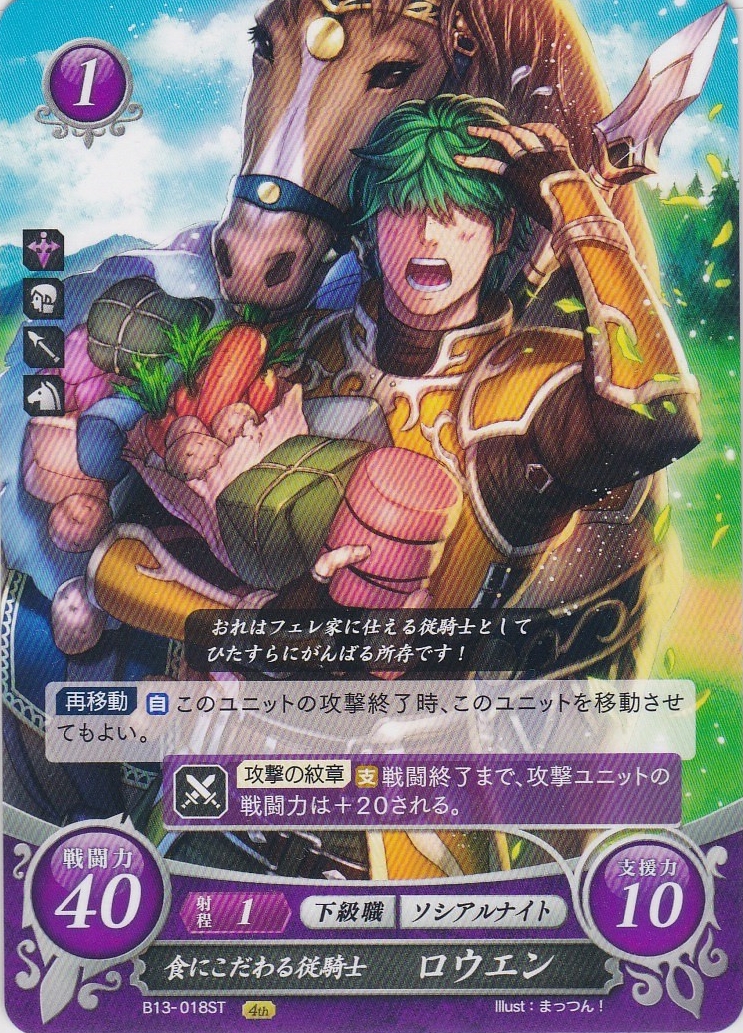 1
おれはフェレ家に仕える従騎士として
ひたすらにがんばる所存です！
再移動 自 このユニットの攻撃終了時、このユニットを移動させ
てもよい。
攻撃の紋章 支 戦闘終了まで、攻撃ユニットの
戦闘力は＋20される。
戦闘力
40
射程 1
下級職 ソシアルナイト
支援力
10
食にこだわる従騎士 ロウエン
B13-018ST 4th
Illust：まっつん！